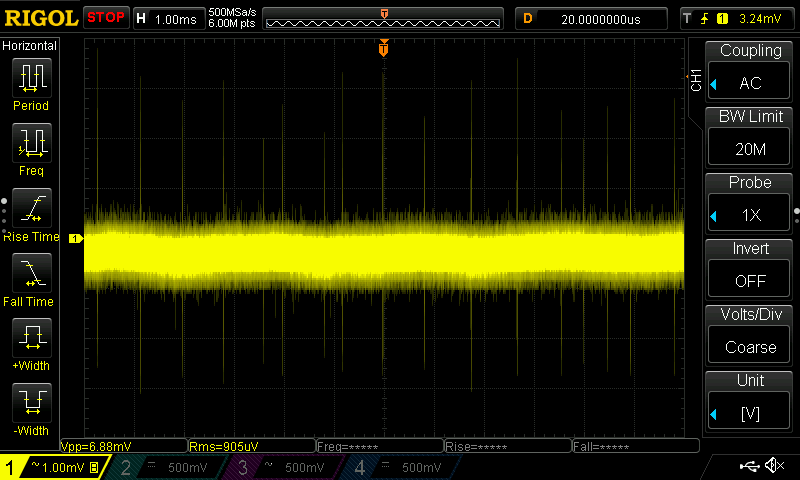 RIGOL STOP H 1.00ms 500MSa/s 6.00M pts T D 20.0000000us T 1 3.24mV
Horizontal
Period
Freq
Rise Time
Fall Time
+Width
-Width
T
1
CH1
Coupling
AC
BW Limit
20M
Probe
1X
Invert
OFF
Volts/Div
Coarse
Unit
[V]
Vpp=6.88mV Rms=905uV Freq=***** Rise=***** Fall=*****
1 ~ 1.00mV B 2 500mV 3 ~ 500mV 4 500mV